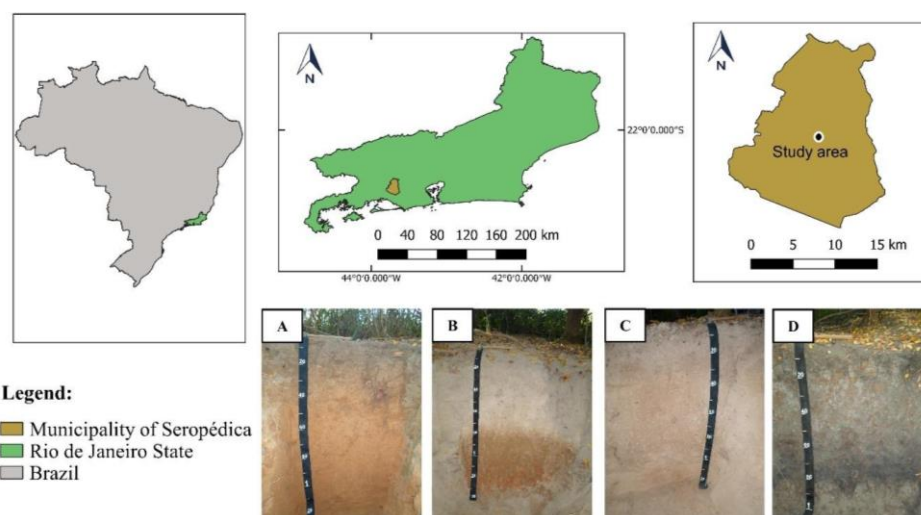 N
N
22°0'0.000"S
Study area
0 40 80 120 160 200 km
0 5 10 15 km
44°0'0.000"W 42°0'0.000"W
A
B
C
D
Legend:
Municipality of Seropédica
Rio de Janeiro State
Brazil